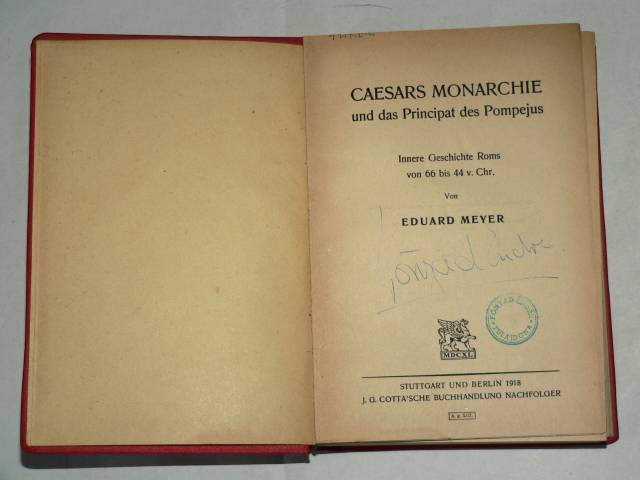 CAESARS MONARCHIE
und das Principat des Pompejus
Innere Geschichte Roms
von 66 bis 44 v. Chr.
Von
EDUARD MEYER
MDCXL
TULAJDONA
STUTTGART UND BERLIN 1918
J. G. COTTA'SCHE BUCHHANDLUNG NACHFOLGER